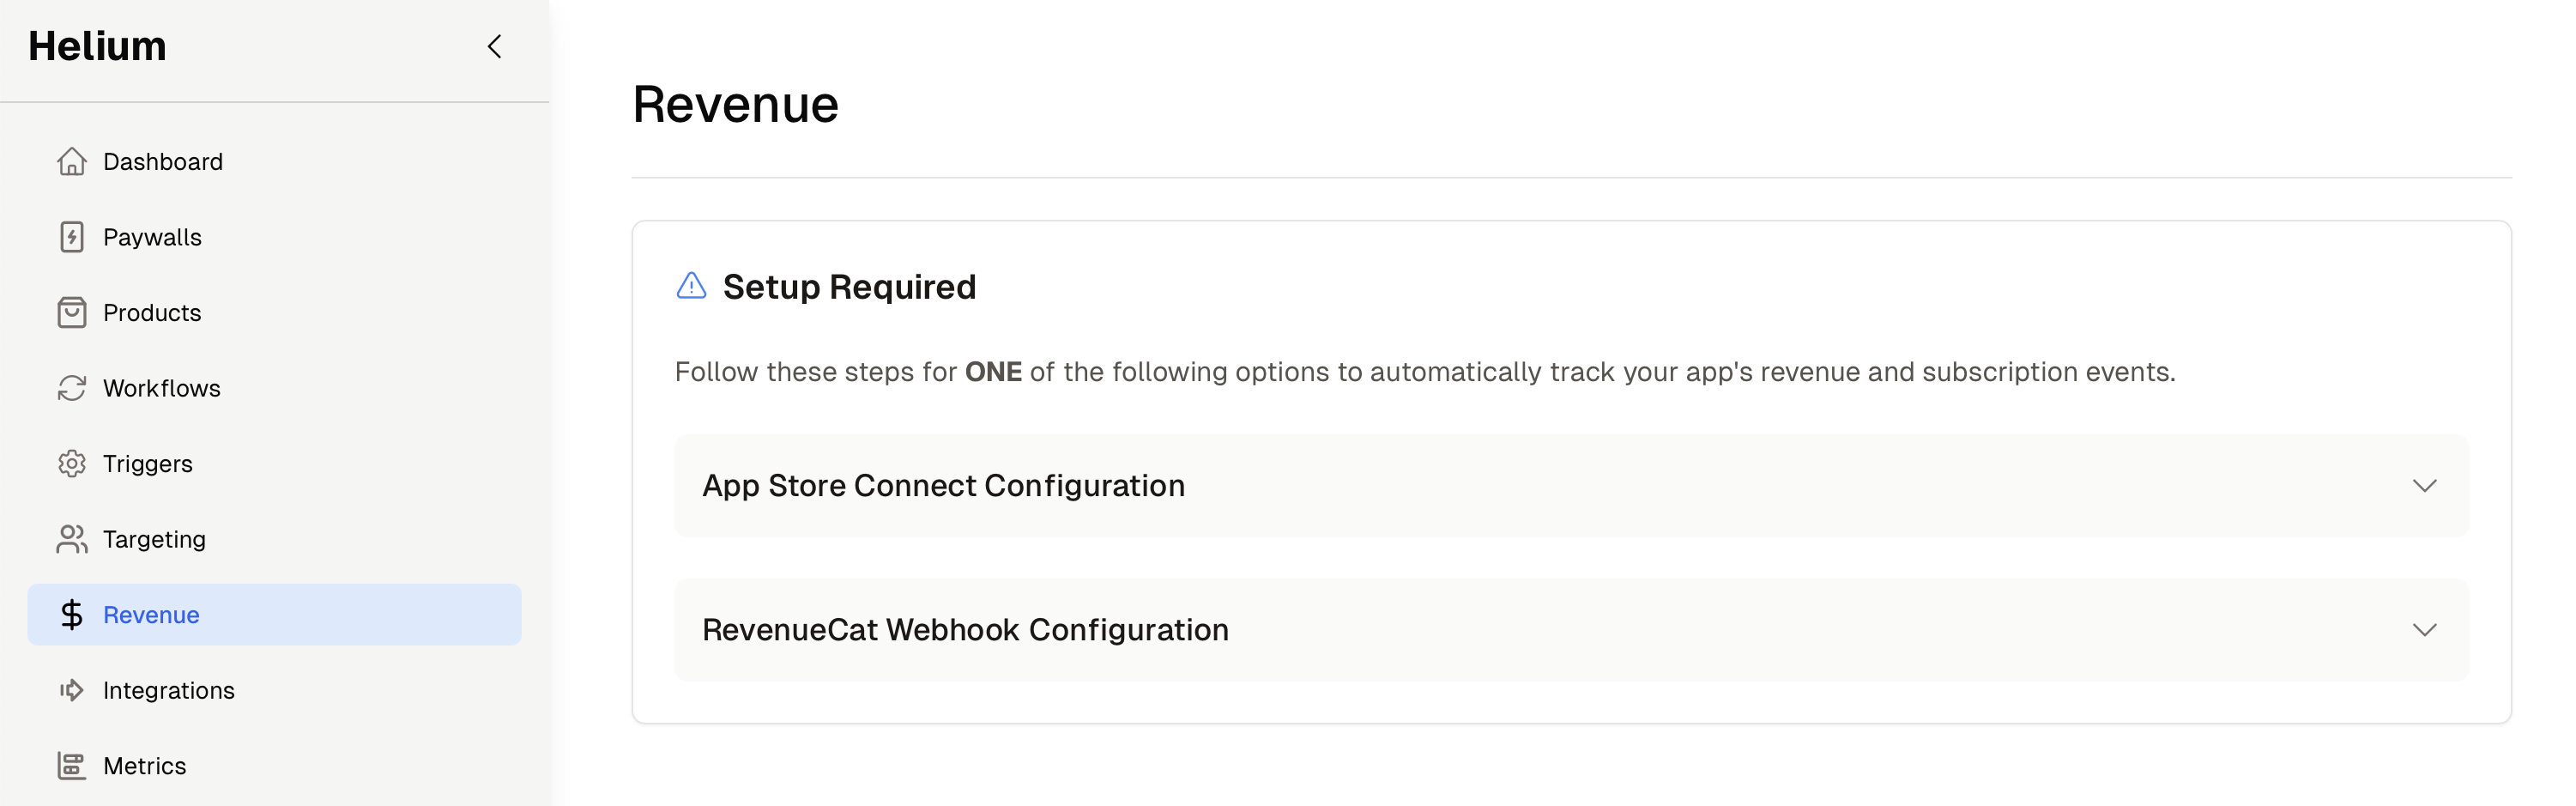 Helium
Dashboard
Paywalls
Products
Workflows
Triggers
Targeting
Revenue
Integrations
Metrics
Revenue
Setup Required
Follow these steps for ONE of the following options to automatically track your app's revenue and subscription events.
App Store Connect Configuration
RevenueCat Webhook Configuration